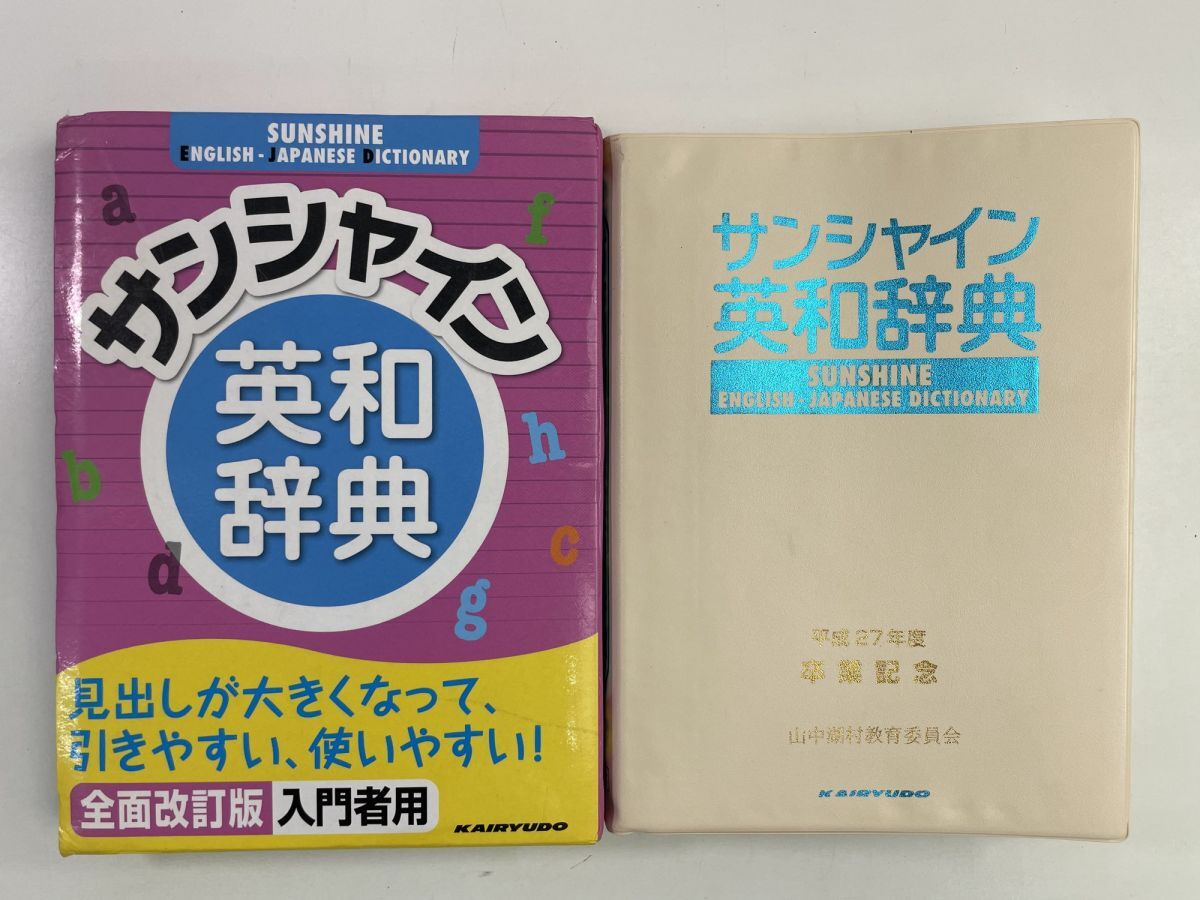 SUNSHINE
ENGLISH - JAPANESE DICTIONARY
a
f
サンシャイン
英和
辞典
h
b
c
d
g
見出しが大きくなって、
引きやすい、使いやすい!
全面改訂版 入門者用
KAIRYUDO
サンシャイン
英和辞典
SUNSHINE
ENGLISH - JAPANESE DICTIONARY
平成27年度
卒業記念
山中湖村教育委員会
KAIRYUDO